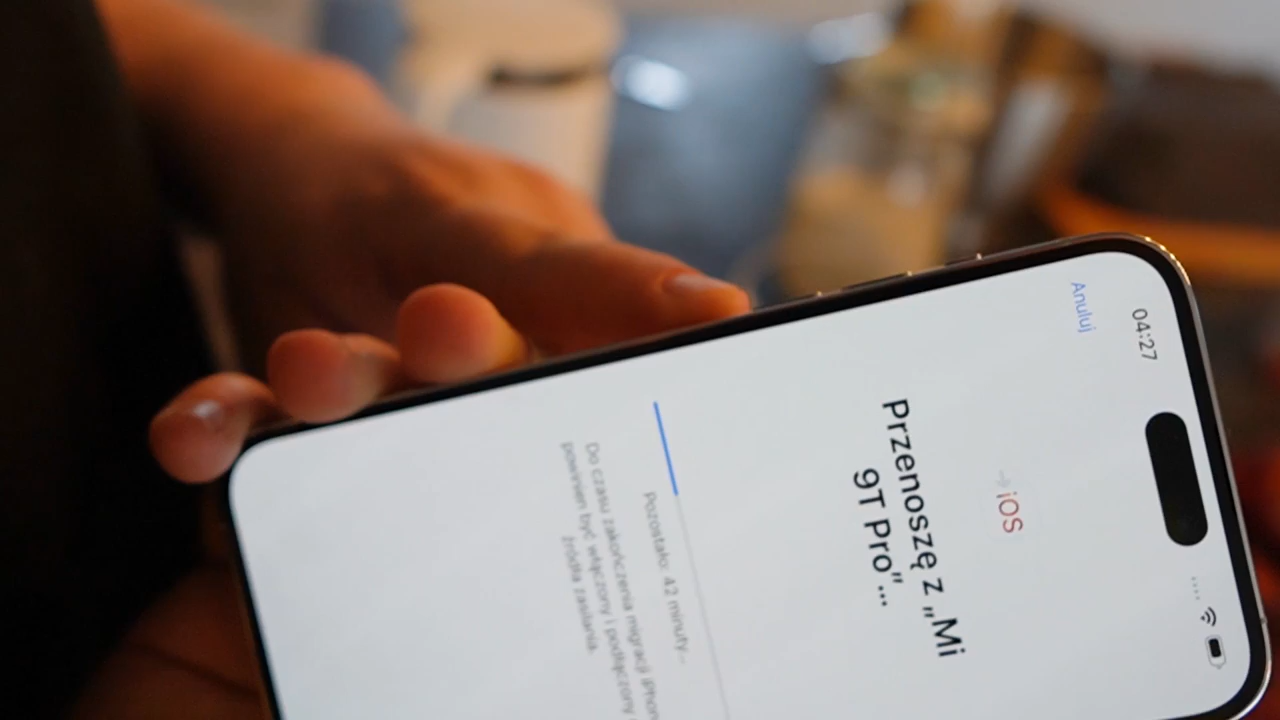 04:27
Anuluj
iOS
Przenoszę z „Mi
9T Pro”...
Pozostało: 42 minuty...
Do czasu zakończenia migracji iPhone
powinien być włączony i podłączony
źródła zasilania.